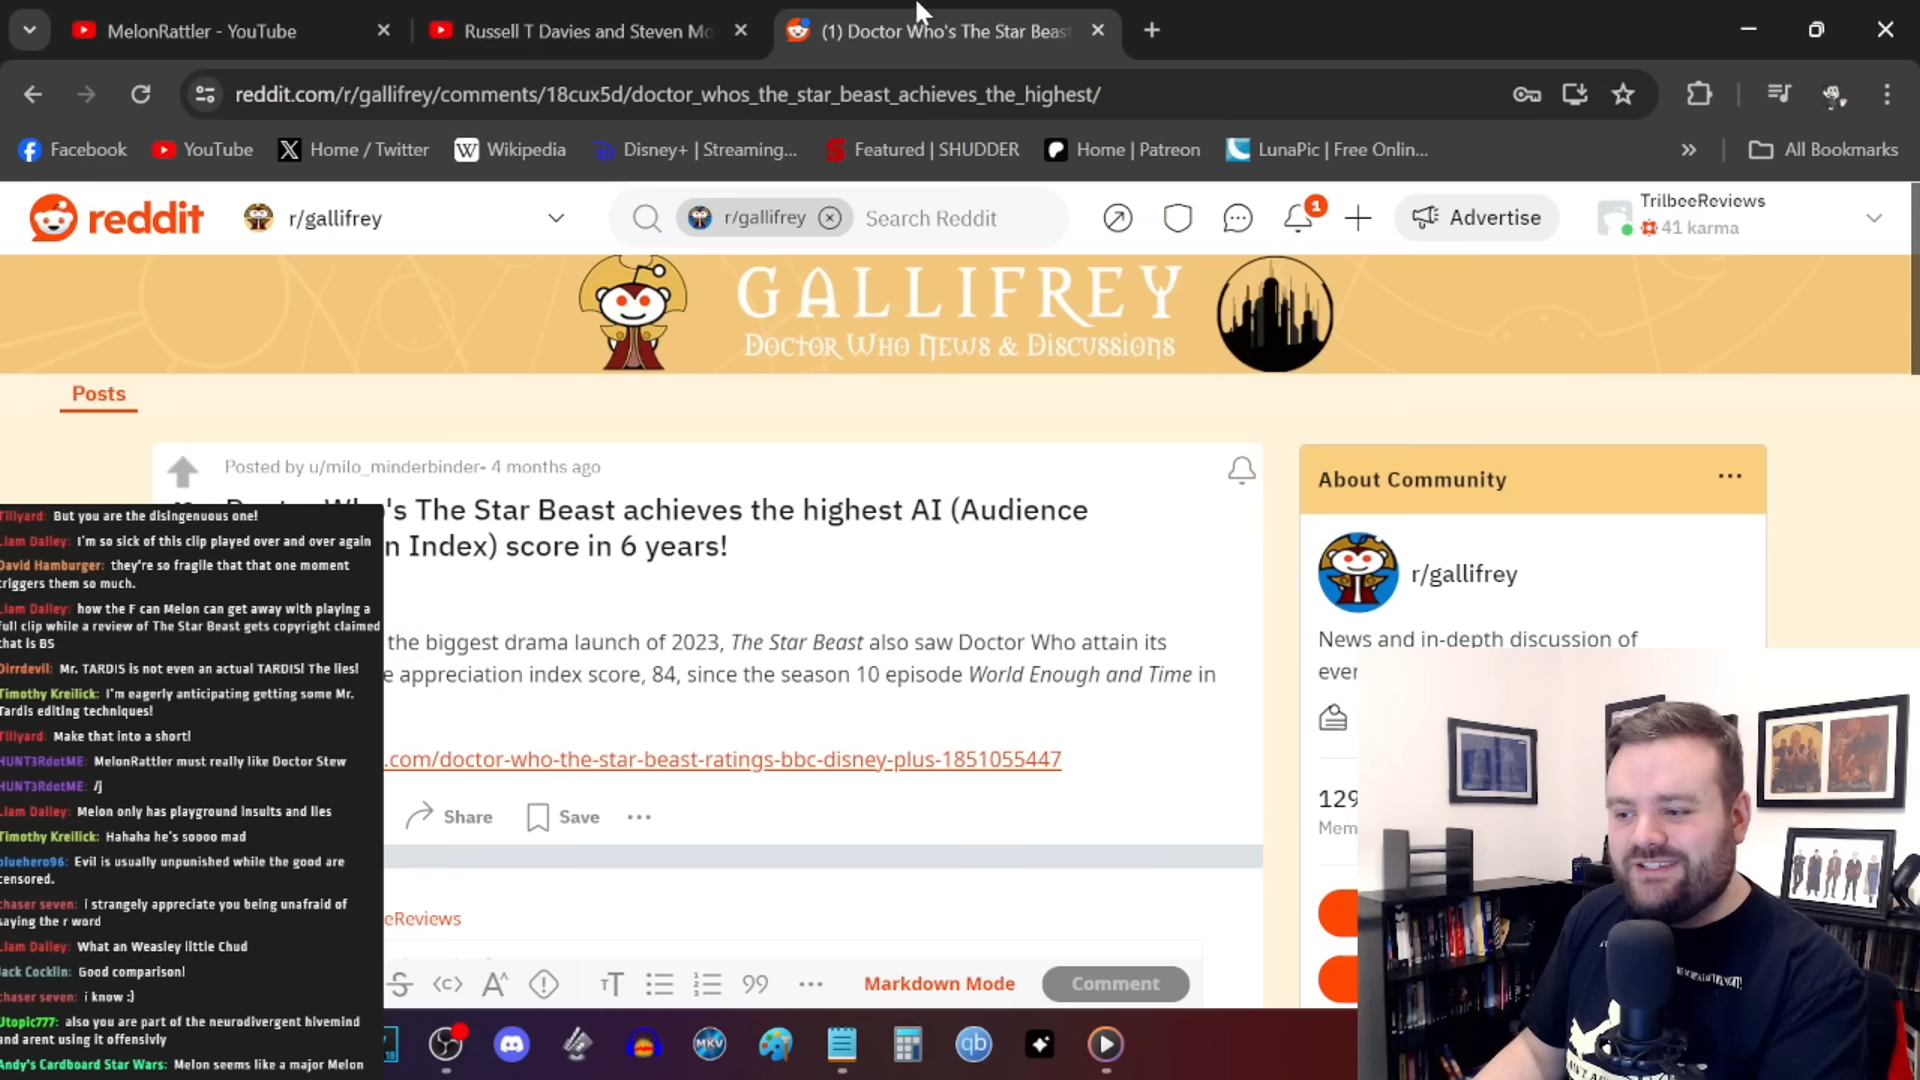 MelonRattler - YouTube
Russell T Davies and Steven Mo
(1) Doctor Who's The Star Beast
reddit.com/r/gallifrey/comments/18cux5d/doctor_whos_the_star_beast_achieves_the_highest/
Facebook
YouTube
Home / Twitter
Wikipedia
Disney+ | Streaming...
Featured | SHUDDER
Home | Patreon
LunaPic | Free Onlin...
All Bookmarks
reddit
r/gallifrey
r/gallifrey
Search Reddit
1
Advertise
TrilbeeReviews
41 karma
GALLIFREY
Doctor Who News & Discussions
Posts
Posted by u/milo_minderbinder- 4 months ago
's The Star Beast achieves the highest AI (Audience
n Index) score in 6 years!
the biggest drama launch of 2023, The Star Beast also saw Doctor Who attain its
e appreciation index score, 84, since the season 10 episode World Enough and Time in
.com/doctor-who-the-star-beast-ratings-bbc-disney-plus-1851055447
Share
Save
eReviews
Markdown Mode
Comment
About Community
r/gallifrey
News and in-depth discussion of
ever
129
Mem
Tillyard: But you are the disingenuous one!
Liam Dalley: I'm so sick of this clip played over and over again
David Hamburger: they're so fragile that that one moment
triggers them so much.
Liam Dalley: how the F can Melon can get away with playing a
full clip while a review of The Star Beast gets copyright claimed
that is BS
Dirrdevil: Mr. TARDIS is not even an actual TARDIS! The lies!
Timothy Kreilick: I'm eagerly anticipating getting some Mr.
Tardis editing techniques!
Tillyard: Make that into a short!
HUNT3RdotME: MelonRattler must really like Doctor Stew
HUNT3RdotME: /j
Liam Dalley: Melon only has playground insults and lies
Timothy Kreilick: Hahaha he's soooo mad
bluehero96: Evil is usually unpunished while the good are
censored.
chaser seven: i strangely appreciate you being unafraid of
saying the r word
Liam Dalley: What an Weasley little Chud
Jack Cocklin: Good comparison!
chaser seven: i know :)
Utopic777: also you are part of the neurodivergent hivemind
and arent using it offensivly
Andy's Cardboard Star Wars: Melon seems like a major Melon
MKV
qb